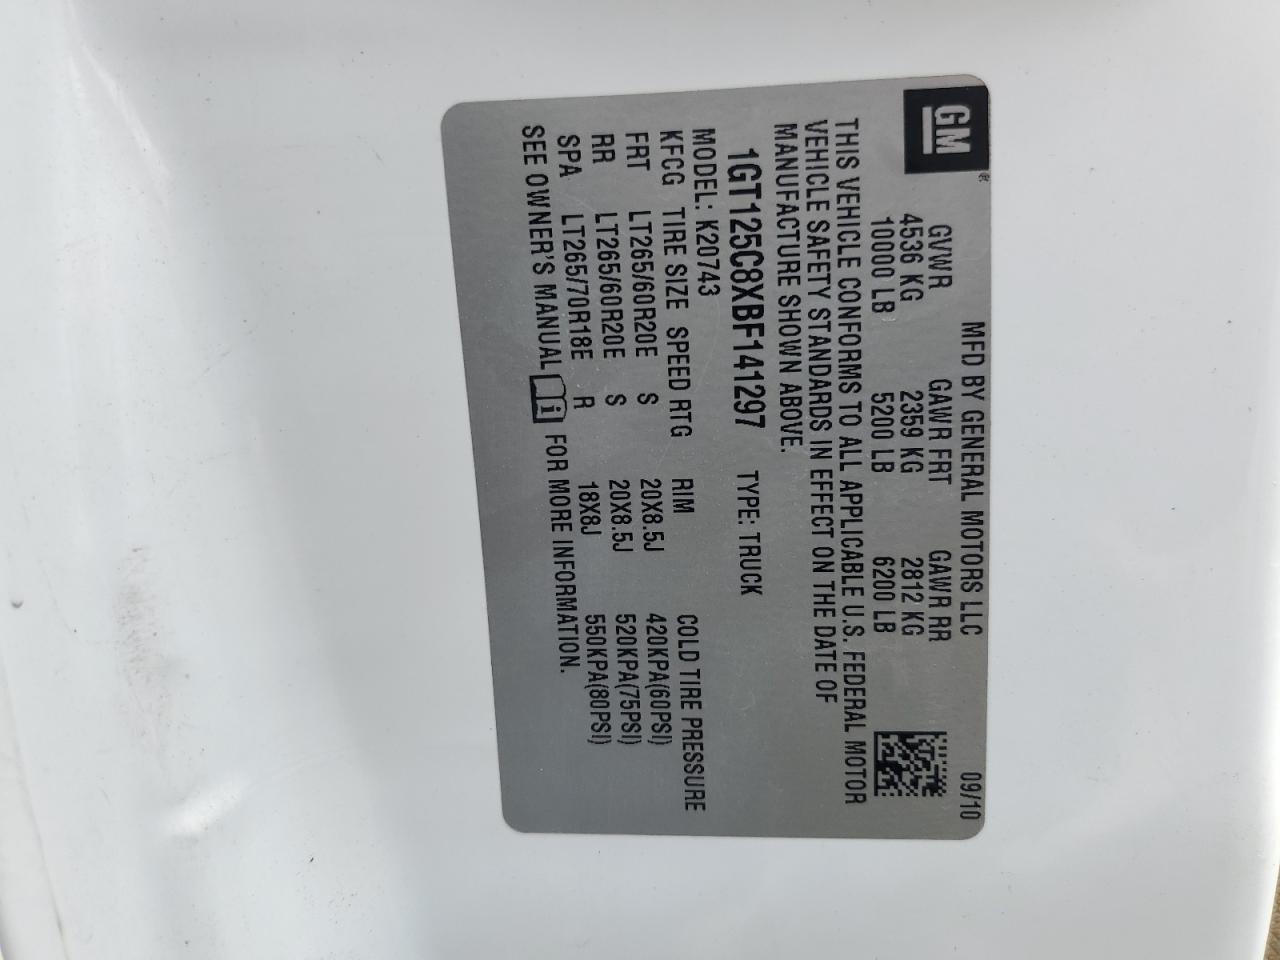 GM®
MFD BY GENERAL MOTORS LLC 09/10
GVWR GAWR FRT GAWR RR
4536 KG 2359 KG 2812 KG
10000 LB 5200 LB 6200 LB
THIS VEHICLE CONFORMS TO ALL APPLICABLE U.S. FEDERAL MOTOR
VEHICLE SAFETY STANDARDS IN EFFECT ON THE DATE OF
MANUFACTURE SHOWN ABOVE.
1GT125C8XBF141297 TYPE: TRUCK
MODEL: K20743
KFCG TIRE SIZE SPEED RTG RIM COLD TIRE PRESSURE
FRT LT265/60R20E S 20X8.5J 420KPA(60PSI)
RR LT265/60R20E S 20X8.5J 520KPA(75PSI)
SPA LT265/70R18E R 18X8J 550KPA(80PSI)
SEE OWNER'S MANUAL i FOR MORE INFORMATION.